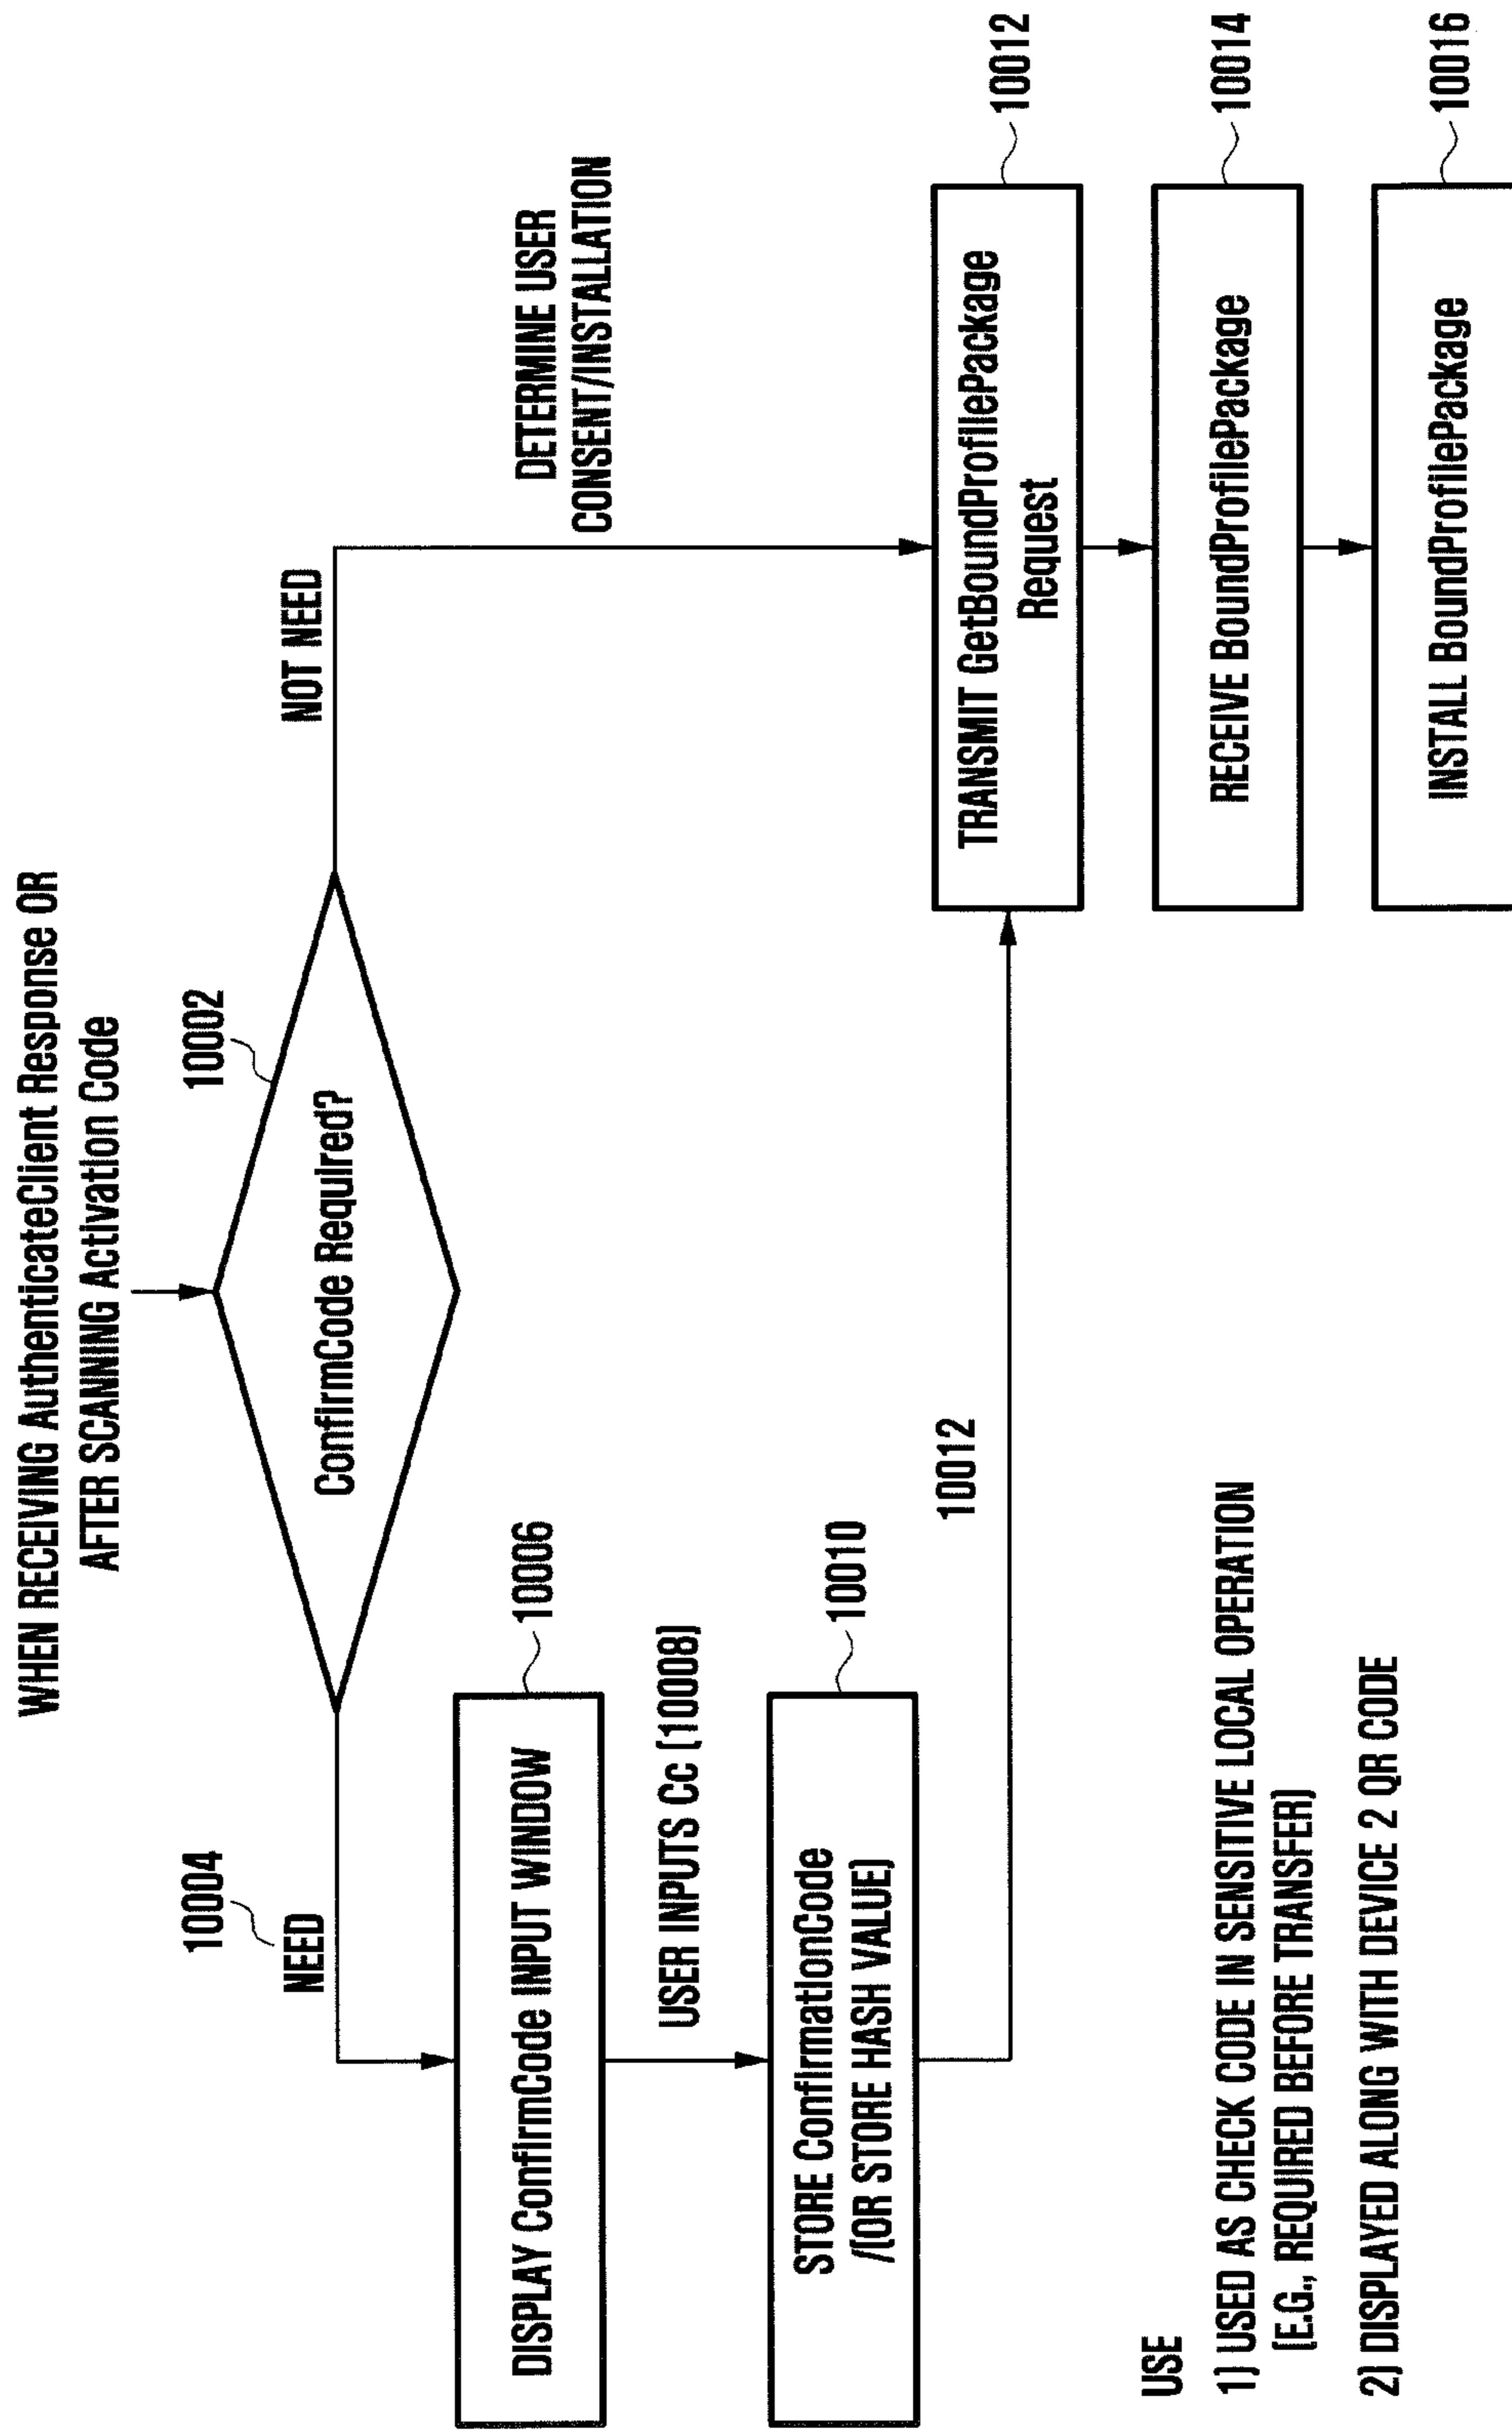 WHEN RECEIVING AuthenticateClient Response OR
AFTER SCANNING Activation Code
10002
ConfirmCode Required?
10004
NEED
NOT NEED
DISPLAY ConfirmCode INPUT WINDOW
10006
DETERMINE USER
CONSENT/INSTALLATION
USER INPUTS Cc (10008)
STORE ConfirmationCode
/(OR STORE HASH VALUE)
10010
10012
TRANSMIT GetBoundProfilePackage
Request
10012
RECEIVE BoundProfilePackage
10014
INSTALL BoundProfilePackage
10016
USE
1) USED AS CHECK CODE IN SENSITIVE LOCAL OPERATION
(E.G., REQUIRED BEFORE TRANSFER)
2) DISPLAYED ALONG WITH DEVICE 2 QR CODE